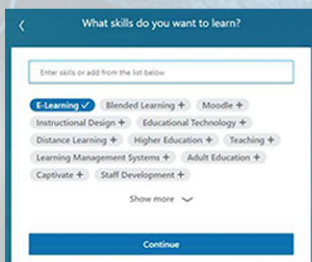 What skills do you want to learn?
Enter skills or add from the list below
E-Learning ✓ Blended Learning + Moodle +
Instructional Design + Educational Technology +
Distance Learning + Higher Education + Teaching +
Learning Management Systems + Adult Education +
Captivate + Staff Development +
Show more
Continue